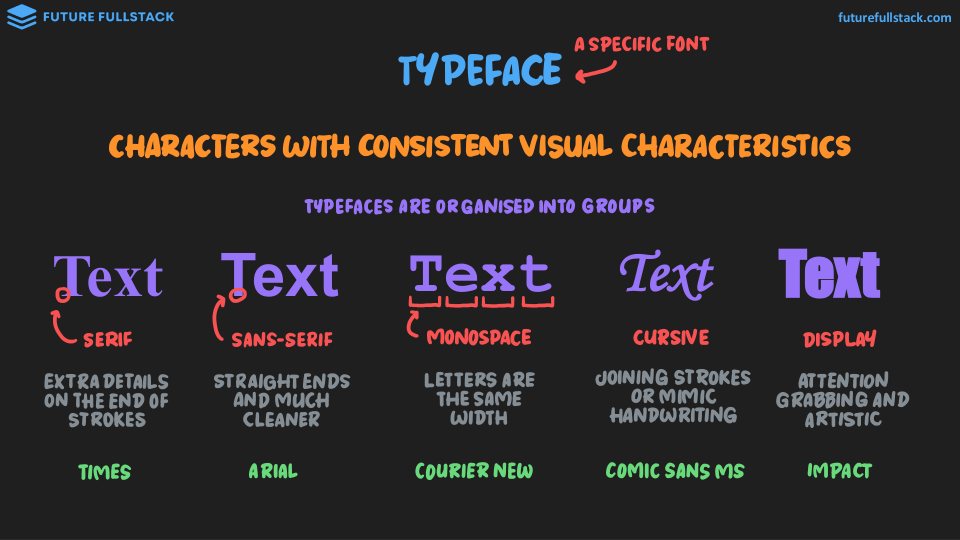 FUTURE FULLSTACK
futurefullstack.com
A SPECIFIC FONT
TYPEFACE
CHARACTERS WITH CONSISTENT VISUAL CHARACTERISTICS
TYPEFACES ARE ORGANISED INTO GROUPS
Text Text Text Text Text
SERIF SANS-SERIF MONOSPACE CURSIVE DISPLAY
EXTRA DETAILS
ON THE END OF
STROKES
STRAIGHT ENDS
AND MUCH
CLEANER
LETTERS ARE
THE SAME
WIDTH
JOINING STROKES
OR MIMIC
HANDWRITING
ATTENTION
GRABBING AND
ARTISTIC
TIMES ARIAL COURIER NEW COMIC SANS MS IMPACT